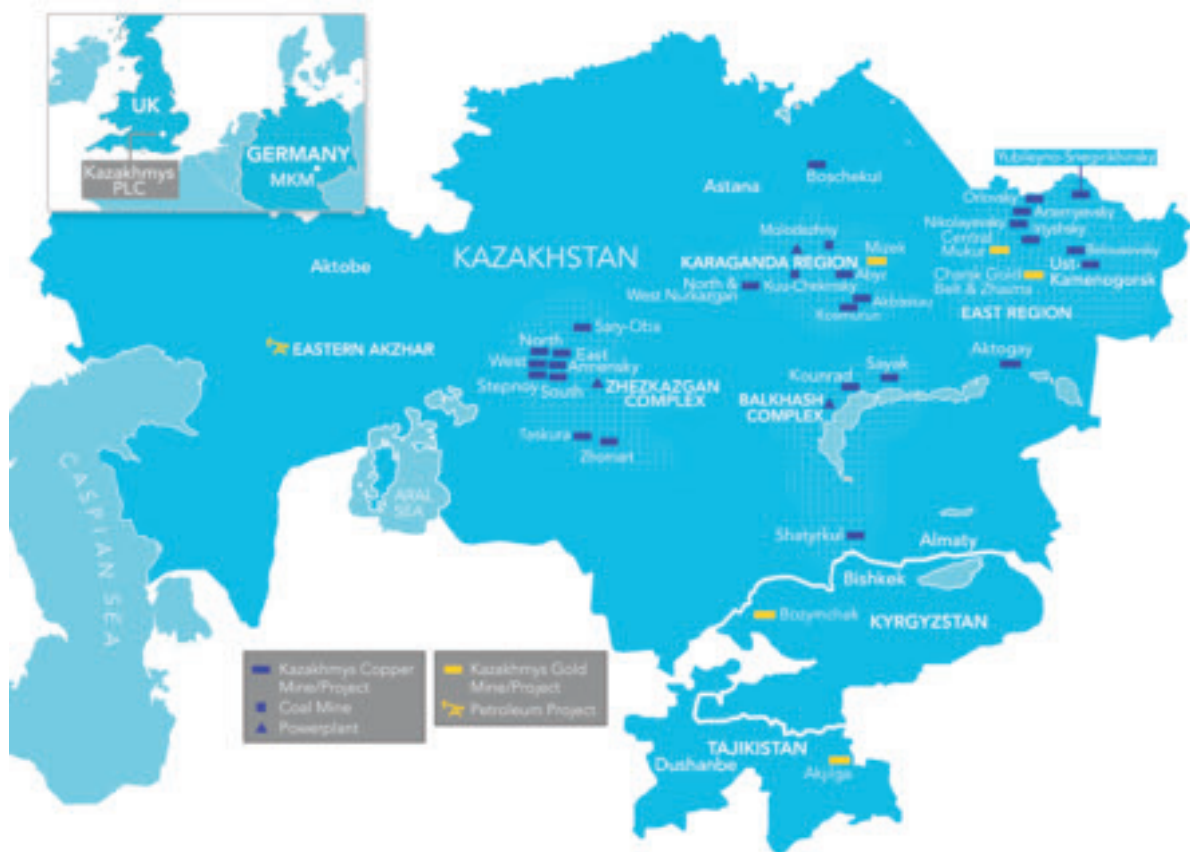 UK
Kazakhmys
PLC
GERMANY
MKM
Yubileyno-Snegirikhinsky
Boschekul
Astana
Orlovsky
Artemyevsky
Nikolayevsky
Irtyshsky
Central
Mukur
Belousovsky
Ust-
Kamenogorsk
Charsk Gold
Belt & Zhaima
EAST REGION
Molodezhny
Mizek
KARAGANDA REGION
Abyz
North &
West Nurkazgan
Kuu-Chekinsky
Akbastau
Kosmurun
KAZAKHSTAN
Aktobe
EASTERN AKZHAR
Sary-Oba
North
East
West
Annensky
Stepnoy
South
ZHEZKAZGAN
COMPLEX
Sayak
Aktogay
Kounrad
BALKHASH
COMPLEX
Taskura
Zhomart
ARAL
SEA
CASPIAN SEA
Shatyrkul
Almaty
Bishkek
Bozymchak
KYRGYZSTAN
Kazakhmys Copper
Mine/Project
Coal Mine
Powerplant
Kazakhmys Gold
Mine/Project
Petroleum Project
TAJIKISTAN
Dushanbe
Akjilga